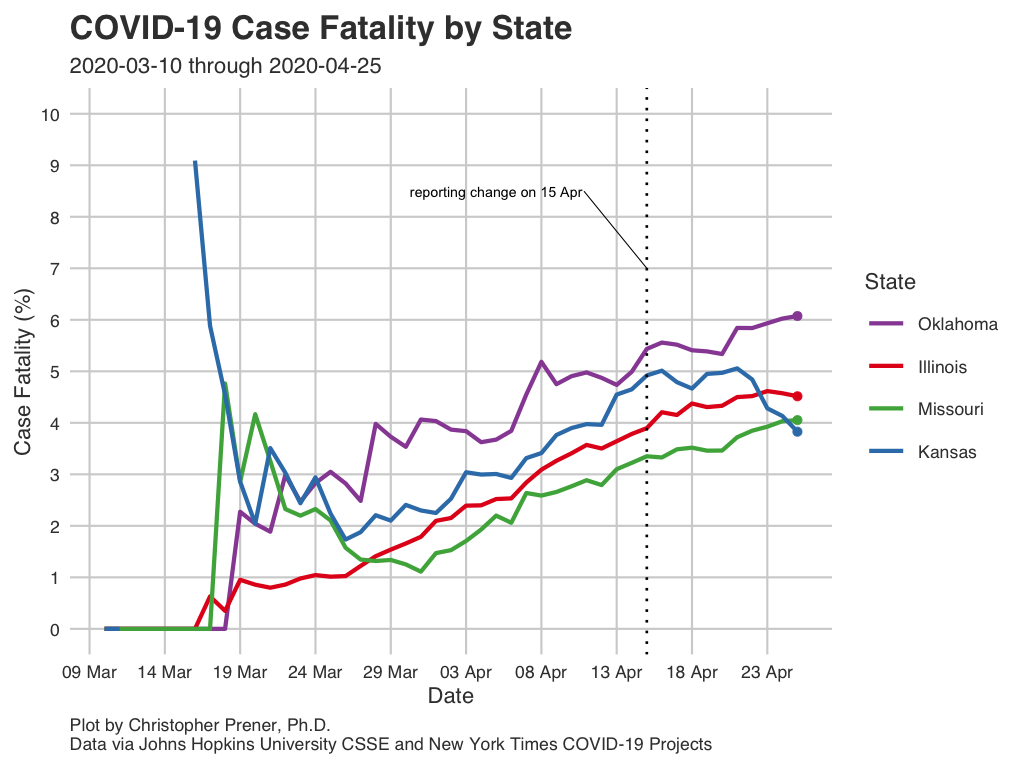 COVID-19 Case Fatality by State
2020-03-10 through 2020-04-25
10
9
8
7
6
5
4
3
2
1
0
Case Fatality (%)
reporting change on 15 Apr
State
Oklahoma
Illinois
Missouri
Kansas
09 Mar 14 Mar 19 Mar 24 Mar 29 Mar 03 Apr 08 Apr 13 Apr 18 Apr 23 Apr
Date
Plot by Christopher Prener, Ph.D.
Data via Johns Hopkins University CSSE and New York Times COVID-19 Projects